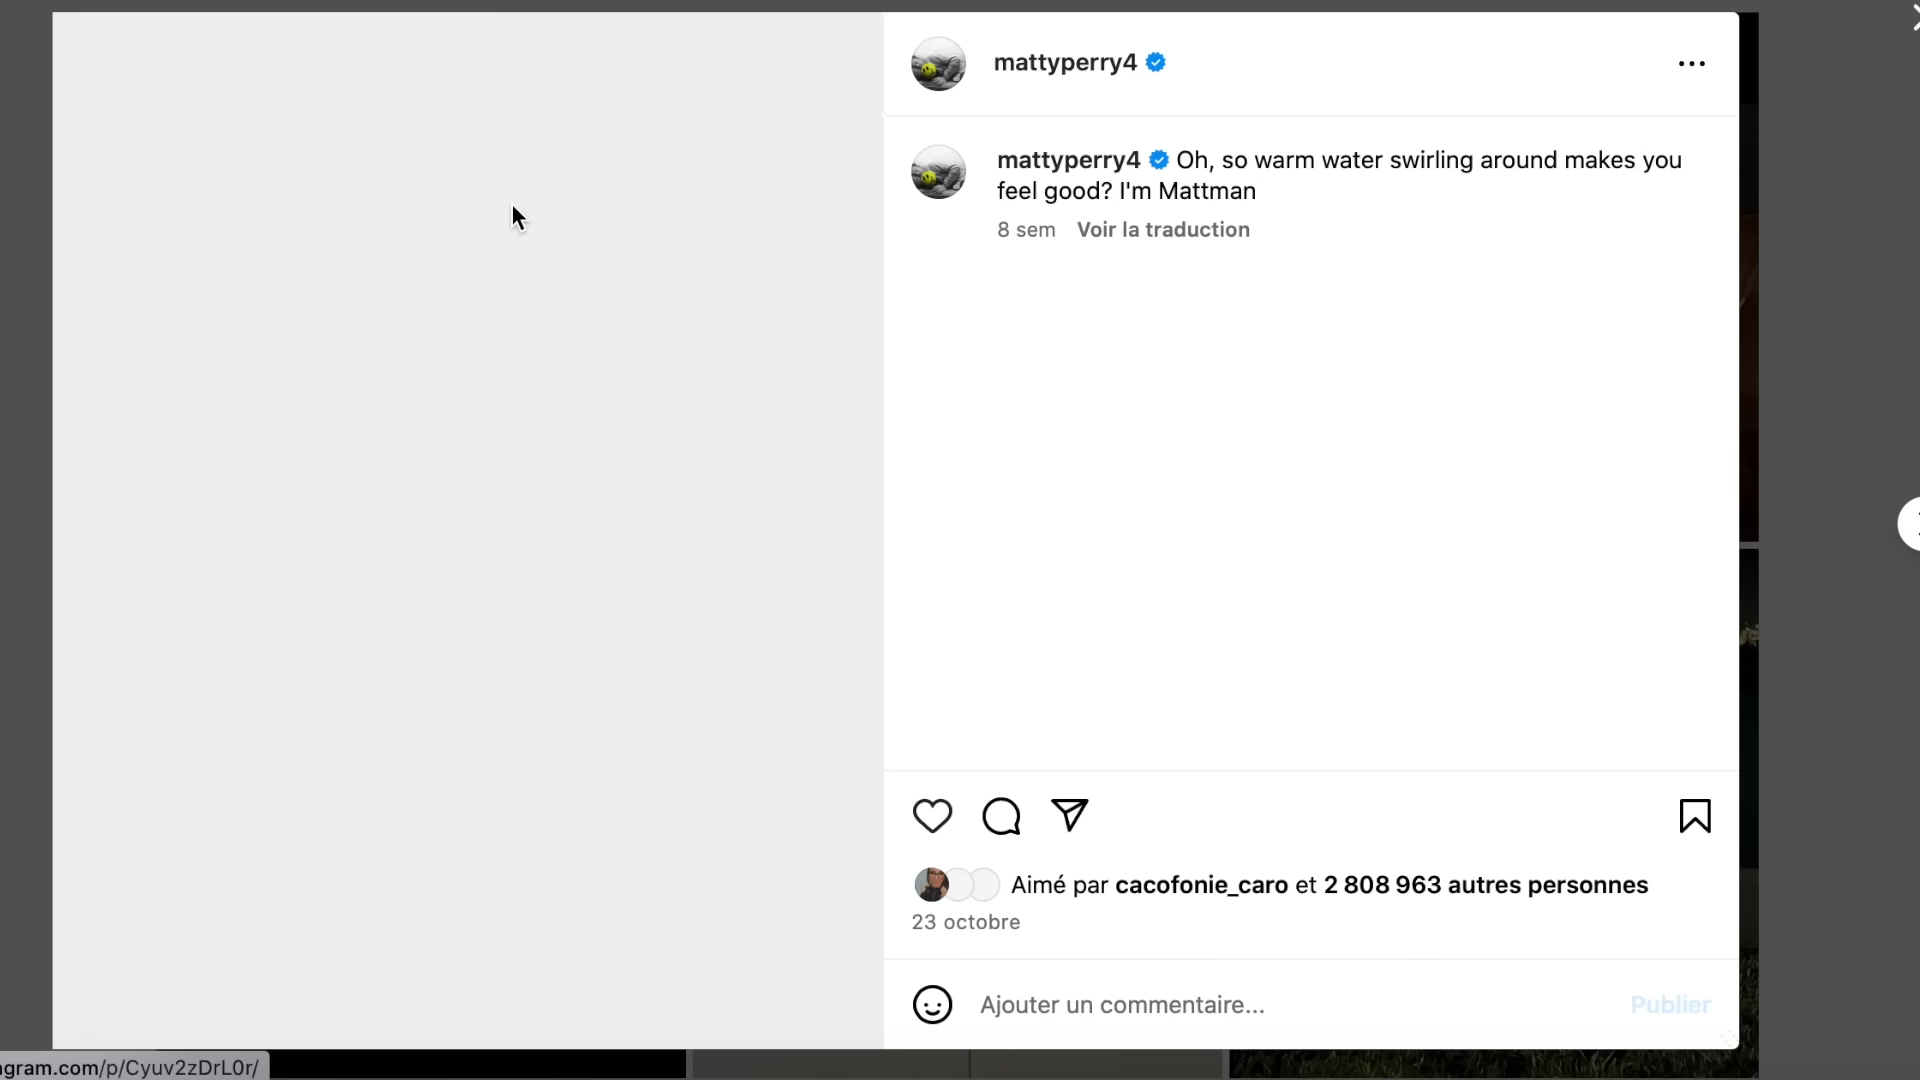 mattyperry4
mattyperry4 Oh, so warm water swirling around makes you
feel good? I'm Mattman
8 sem Voir la traduction
Aimé par cacofonie_caro et 2 808 963 autres personnes
23 octobre
Ajouter un commentaire...
Publier
gram.com/p/Cyuv2zDrL0r/